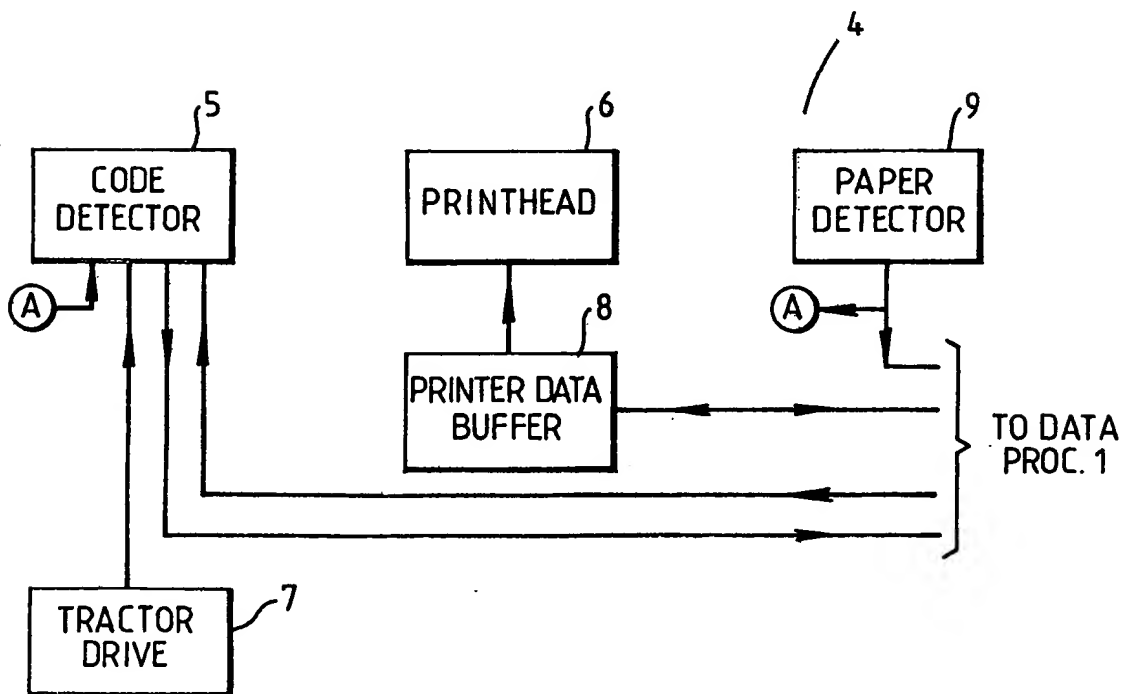 4
5
6
9
CODE
DETECTOR
PRINTHEAD
PAPER
DETECTOR
A
A
8
PRINTER DATA
BUFFER
TO DATA
PROC. 1
7
TRACTOR
DRIVE